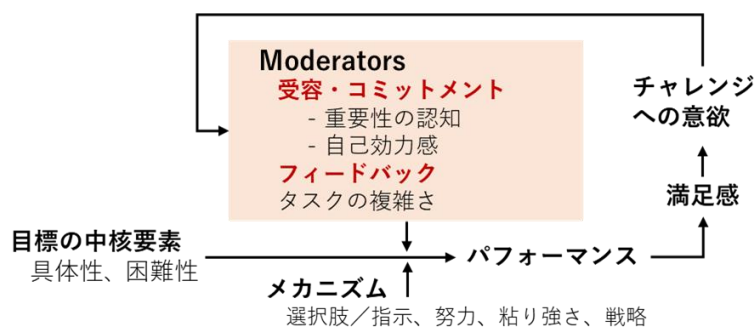 Moderators
受容・コミットメント
- 重要性の認知
- 自己効力感
フィードバック
タスクの複雑さ
チャレンジ
への意欲
満足感
目標の中核要素
具体性、困難性
パフォーマンス
メカニズム
選択肢／指示、努力、粘り強さ、戦略